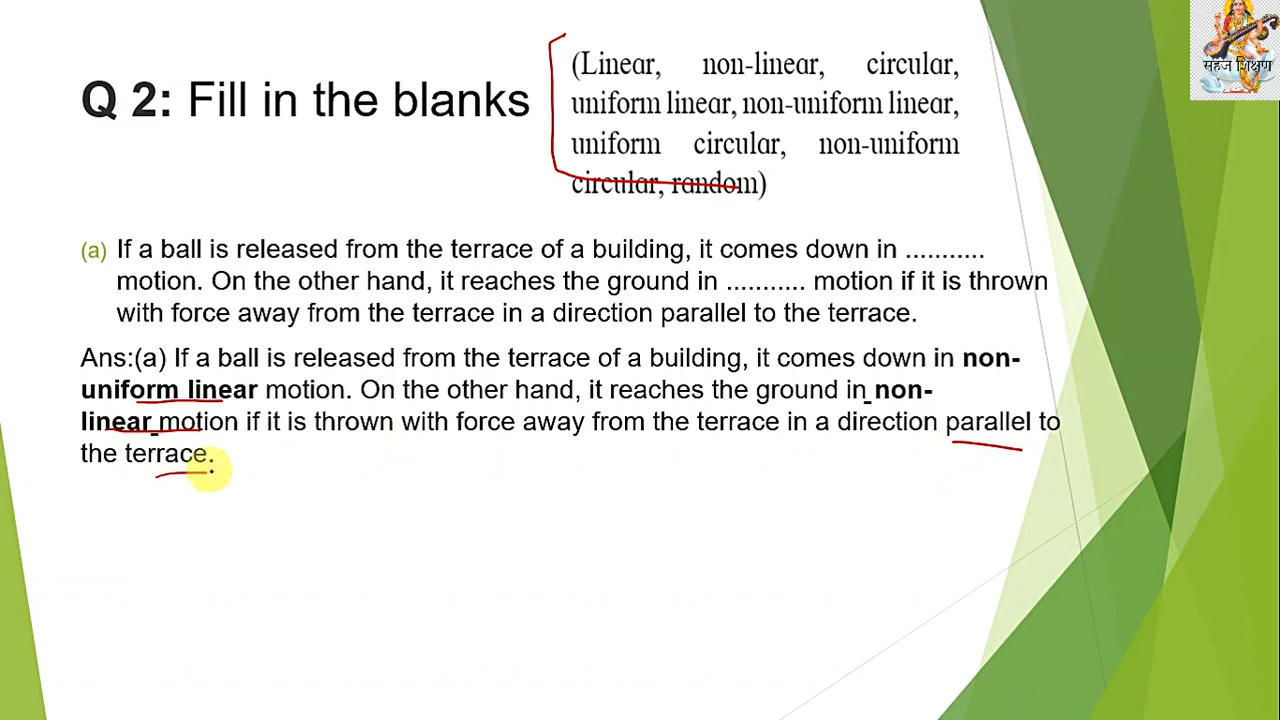 सहज शिक्षण
Q 2: Fill in the blanks
(Linear, non-linear, circular,
uniform linear, non-uniform linear,
uniform circular, non-uniform
circular, random)
(a) If a ball is released from the terrace of a building, it comes down in ...........
motion. On the other hand, it reaches the ground in ........... motion if it is thrown
with force away from the terrace in a direction parallel to the terrace.
Ans:(a) If a ball is released from the terrace of a building, it comes down in non-
uniform linear motion. On the other hand, it reaches the ground in non-
linear motion if it is thrown with force away from the terrace in a direction parallel to
the terrace.